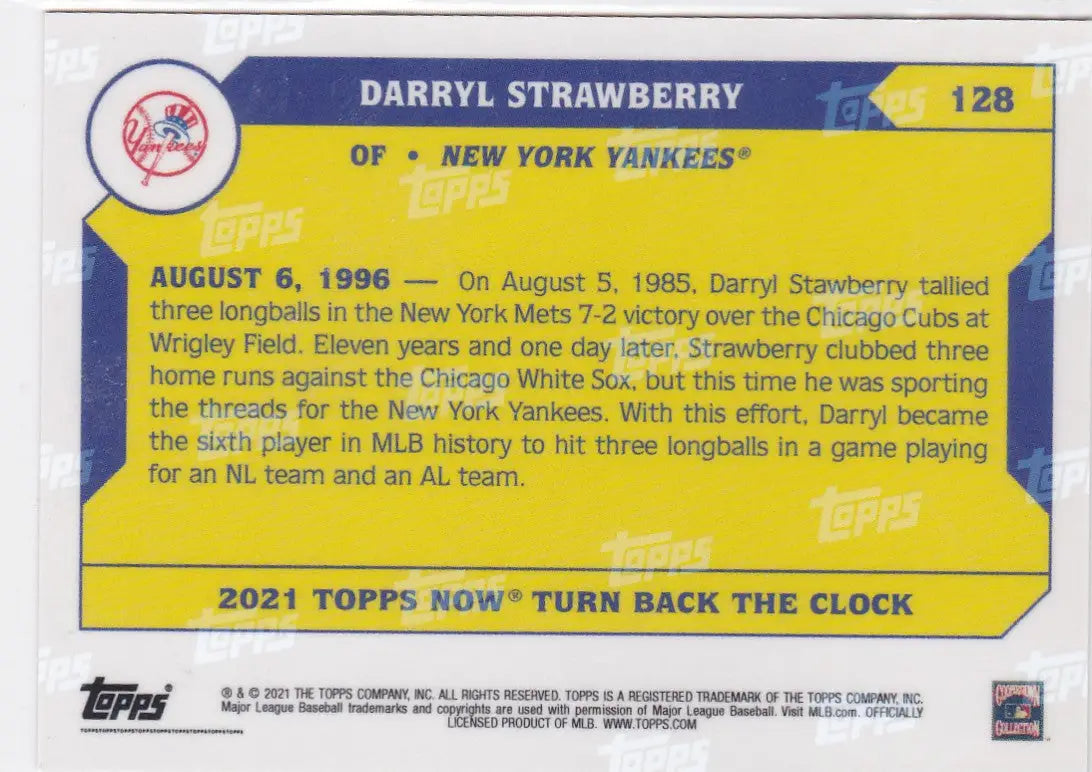 DARRYL STRAWBERRY
128
Yankees
OF • NEW YORK YANKEES®
AUGUST 6, 1996 — On August 5, 1985, Darryl Stawberry tallied
three longballs in the New York Mets 7-2 victory over the Chicago Cubs at
Wrigley Field. Eleven years and one day later, Strawberry clubbed three
home runs against the Chicago White Sox, but this time he was sporting
the threads for the New York Yankees. With this effort, Darryl became
the sixth player in MLB history to hit three longballs in a game playing
for an NL team and an AL team.
2021 TOPPS NOW® TURN BACK THE CLOCK
Topps®
TOPPSTOPPSTOPPSTOPPSTOPPSTOPPSTOPPSTOPPS
® & © 2021 THE TOPPS COMPANY, INC. ALL RIGHTS RESERVED. TOPPS IS A REGISTERED TRADEMARK OF THE TOPPS COMPANY, INC.
Major League Baseball trademarks and copyrights are used with permission of Major League Baseball. Visit MLB.com. OFFICIALLY
LICENSED PRODUCT OF MLB. WWW.TOPPS.COM
COOPERSTOWN
COLLECTION